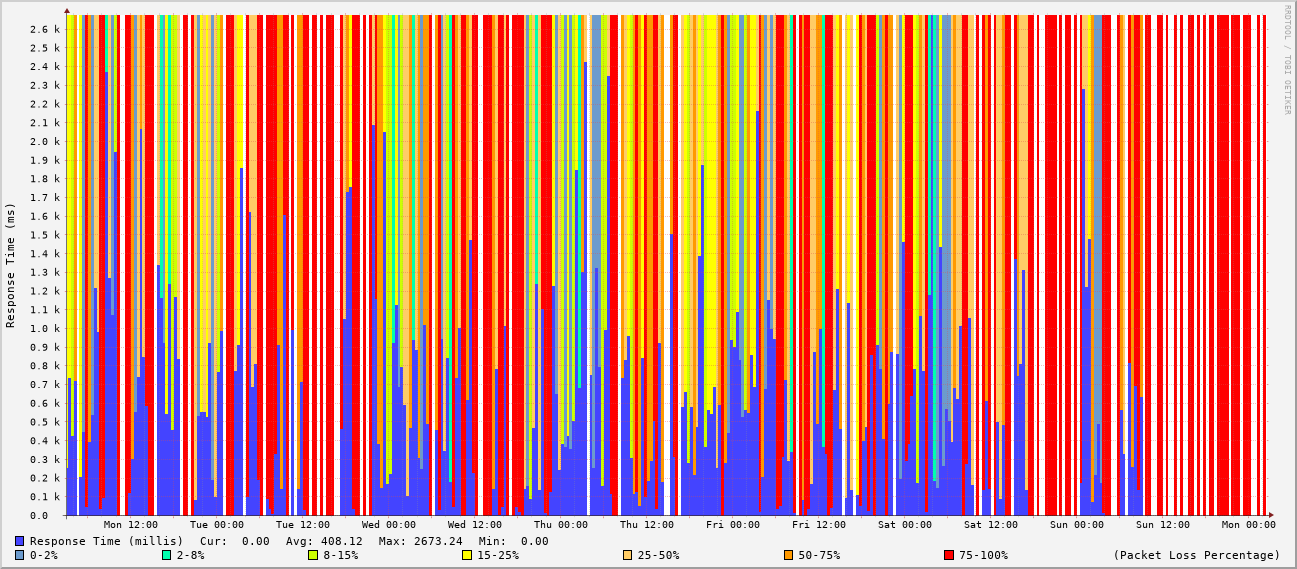 RRDTOOL / TOBI OETIKER
Response Time (ms)
2.6 k
2.5 k
2.4 k
2.3 k
2.2 k
2.1 k
2.0 k
1.9 k
1.8 k
1.7 k
1.6 k
1.5 k
1.4 k
1.3 k
1.2 k
1.1 k
1.0 k
0.9 k
0.8 k
0.7 k
0.6 k
0.5 k
0.4 k
0.3 k
0.2 k
0.1 k
0.0
Mon 12:00 Tue 00:00 Tue 12:00 Wed 00:00 Wed 12:00 Thu 00:00 Thu 12:00 Fri 00:00 Fri 12:00 Sat 00:00 Sat 12:00 Sun 00:00 Sun 12:00 Mon 00:00
Response Time (millis) Cur: 0.00 Avg: 408.12 Max: 2673.24 Min: 0.00
0-2% 2-8% 8-15% 15-25% 25-50% 50-75% 75-100% (Packet Loss Percentage)